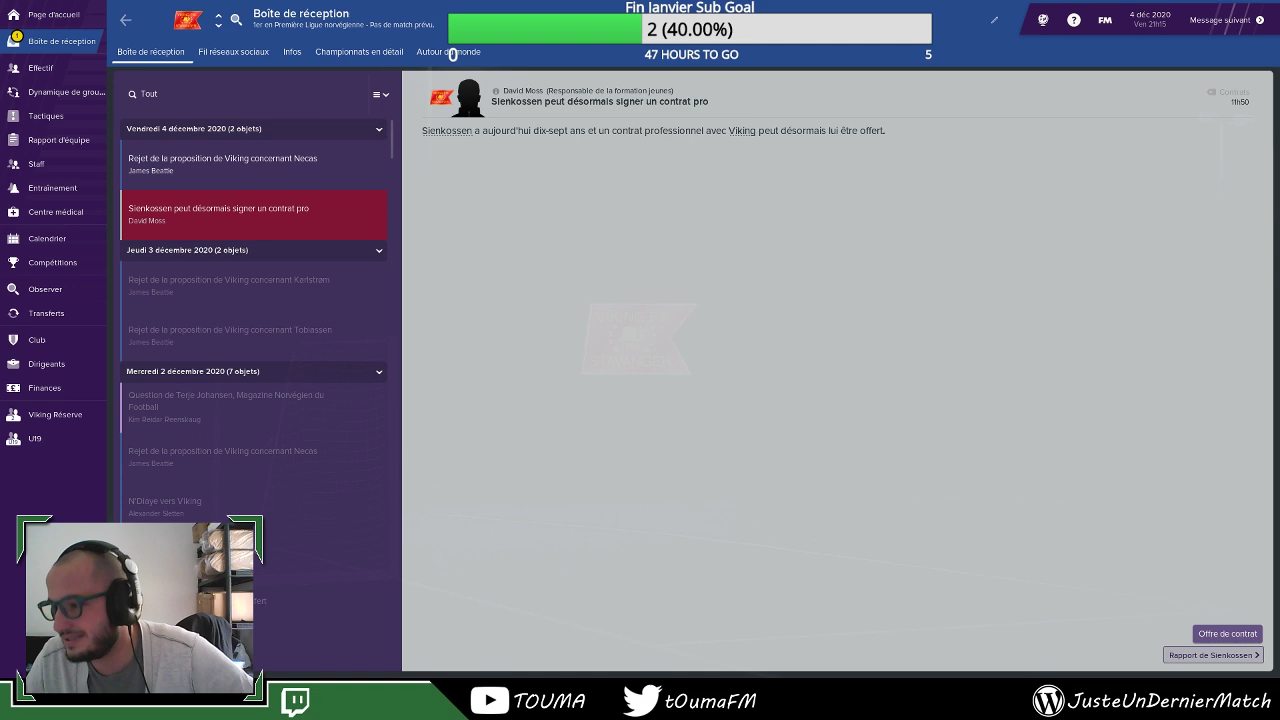 Page d'accueil
Boîte de réception
1
Effectif
Dynamique de grou...
Tactiques
Rapport d'équipe
Staff
Entraînement
Centre médical
Calendrier
Compétitions
Observer
Transferts
Club
Dirigeants
Finances
Viking Réserve
U19
Boîte de réception
1er en Première Ligue norvégienne - Pas de match prévu.
Fin Janvier Sub Goal
2 (40.00%)
0
47 HOURS TO GO
5
FM
4 déc 2020
Ven 21h15
Message suivant
Boîte de réception
Fil réseaux sociaux
Infos
Championnats en détail
Autour du monde
Tout
Vendredi 4 décembre 2020 (2 objets)
Rejet de la proposition de Viking concernant Necas
James Beattie
Sienkossen peut désormais signer un contrat pro
David Moss
Jeudi 3 décembre 2020 (2 objets)
Rejet de la proposition de Viking concernant Karlstrøm
James Beattie
Rejet de la proposition de Viking concernant Tobiassen
James Beattie
Mercredi 2 décembre 2020 (7 objets)
Question de Terje Johansen, Magazine Norvégien du
Football
Kim Reidar Reenskraug
Rejet de la proposition de Viking concernant Necas
James Beattie
N'Diaye vers Viking
Alexander Sletten
fert
David Moss (Responsable de la formation jeunes)
Sienkossen peut désormais signer un contrat pro
Contrats
11h50
Sienkossen a aujourd'hui dix-sept ans et un contrat professionnel avec Viking peut désormais lui être offert.
Offre de contrat
Rapport de Sienkossen
TOUMA
tOumaFM
JusteUnDernierMatch